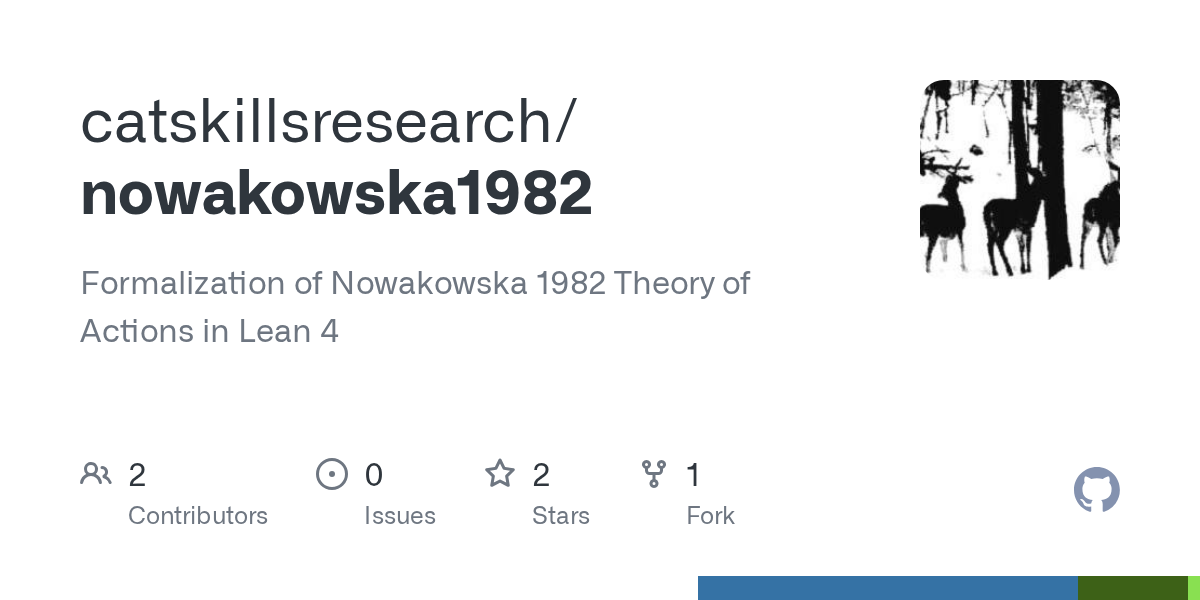 catskillsresearch/
nowakowska1982
Formalization of Nowakowska 1982 Theory of
Actions in Lean 4
2
Contributors
0
Issues
2
Stars
1
Fork